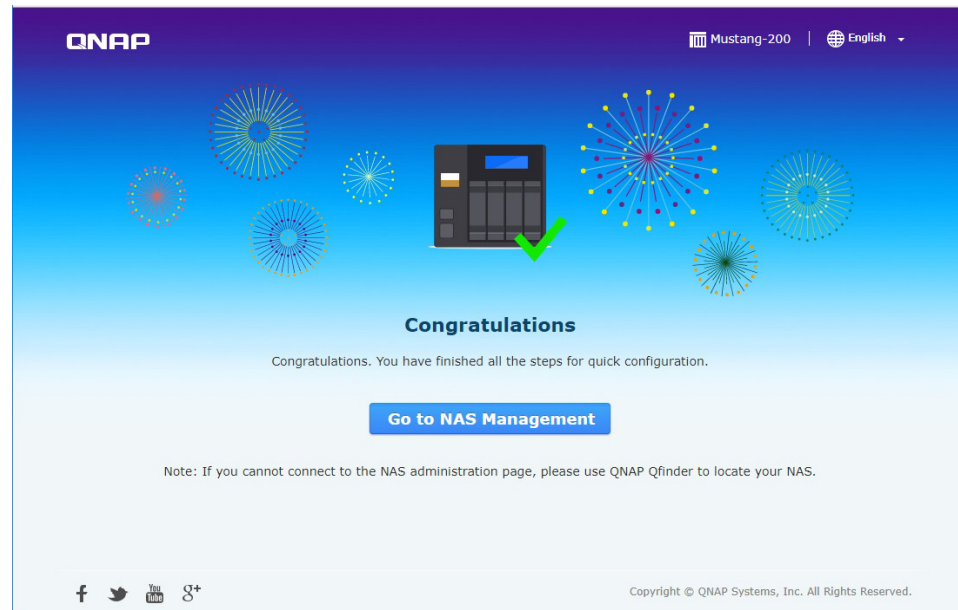 QNAP
Mustang-200
English
Congratulations
Congratulations. You have finished all the steps for quick configuration.
Go to NAS Management
Note: If you cannot connect to the NAS administration page, please use QNAP Qfinder to locate your NAS.
f You Tube g+
Copyright © QNAP Systems, Inc. All Rights Reserved.